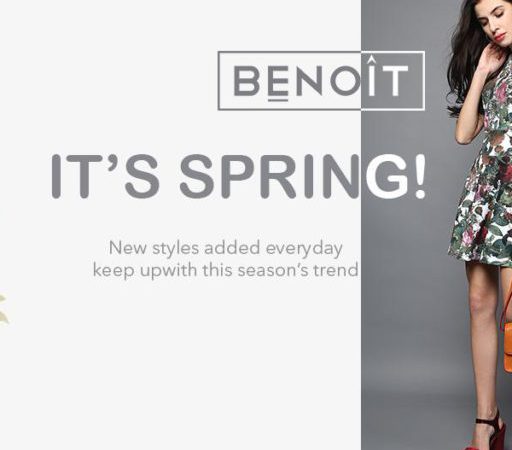 BENOÎT
IT'S SPRING!
New styles added everyday
keep upwith this season's trend